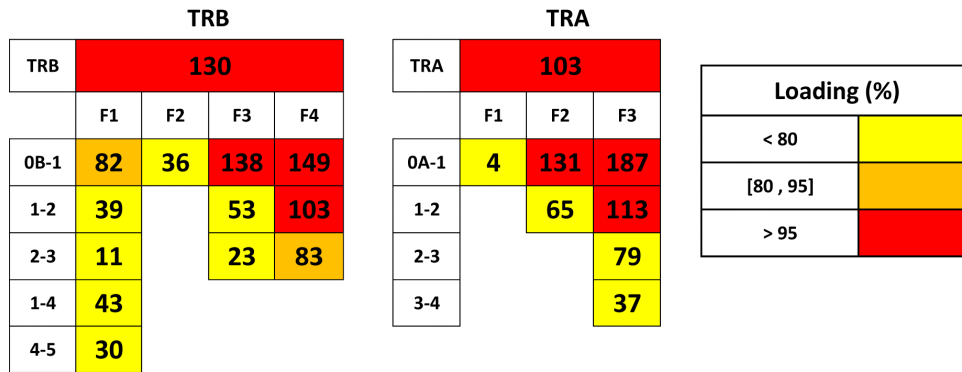 TRB
TRB 130
F1 F2 F3 F4
0B-1 82 36 138 149
1-2 39 53 103
2-3 11 23 83
1-4 43
4-5 30
TRA
TRA 103
F1 F2 F3
0A-1 4 131 187
1-2 65 113
2-3 79
3-4 37
Loading (%)
< 80
[80 , 95]
> 95